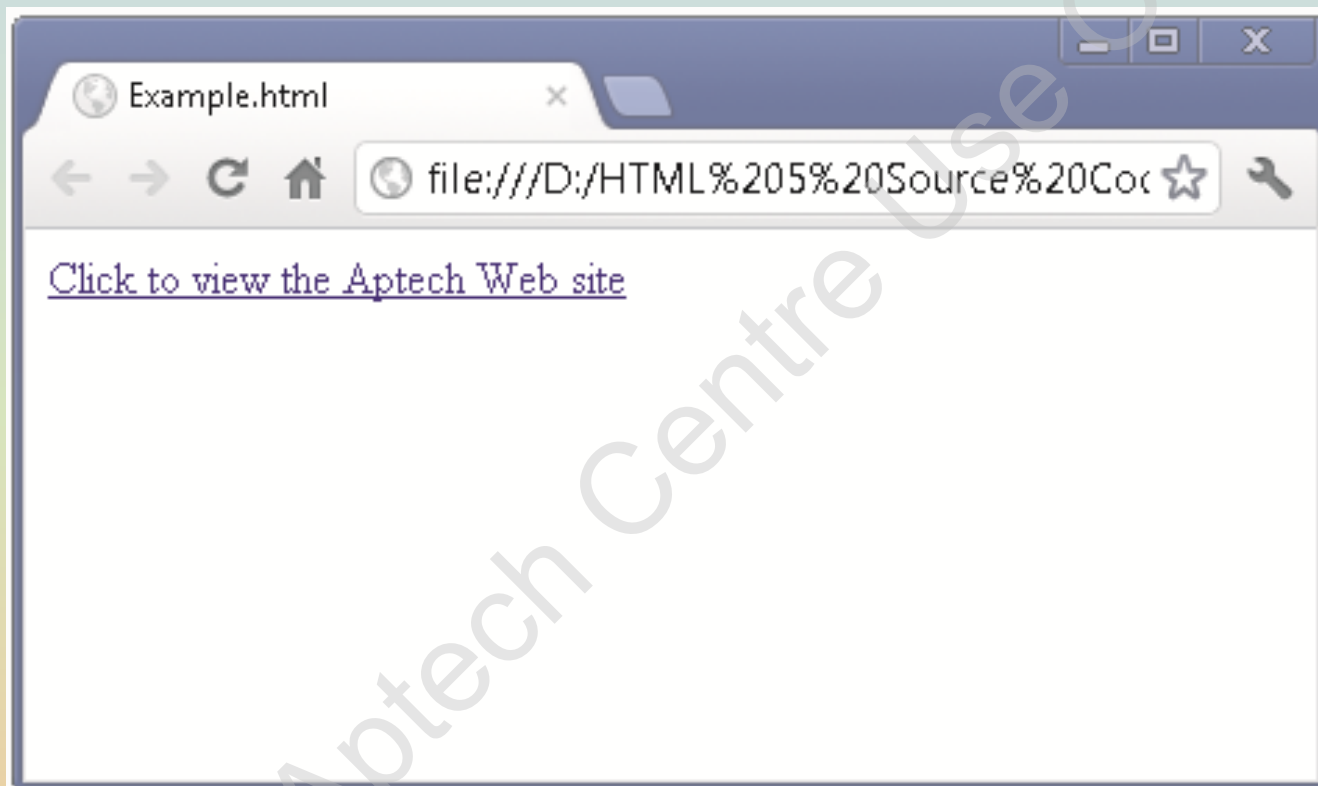 Example.html
file:///D:/HTML%205%20Source%20Coc
Click to view the Aptech Web site
Aptech Centre Use